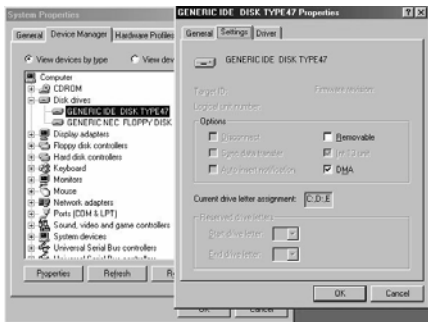 System Properties
General
Device Manager
Hardware Profiles
View devices by type
View dev
Computer
CDROM
Disk drives
GENERIC IDE DISK TYPE47
GENERIC NEC FLOPPY DISK
Display adapters
Floppy disk controllers
Hard disk controllers
Keyboard
Monitors
Mouse
Network adapters
Ports (COM & LPT)
Sound, video and game controllers
System devices
Universal Serial Bus controllers
Properties
Refresh
R
GENERIC IDE DISK TYPE47 Properties
General
Settings
Driver
GENERIC IDE DISK TYPE47
Target ID:
Firmware revision:
Logical unit number:
Options
Disconnect
Removable
Sync data transfer
Int 13 unit
Auto insert notification
DMA
Current drive letter assignment:
C:D:E
Reserved drive letters
Start drive letter:
End drive letter:
OK
Cancel
OK
Cancel